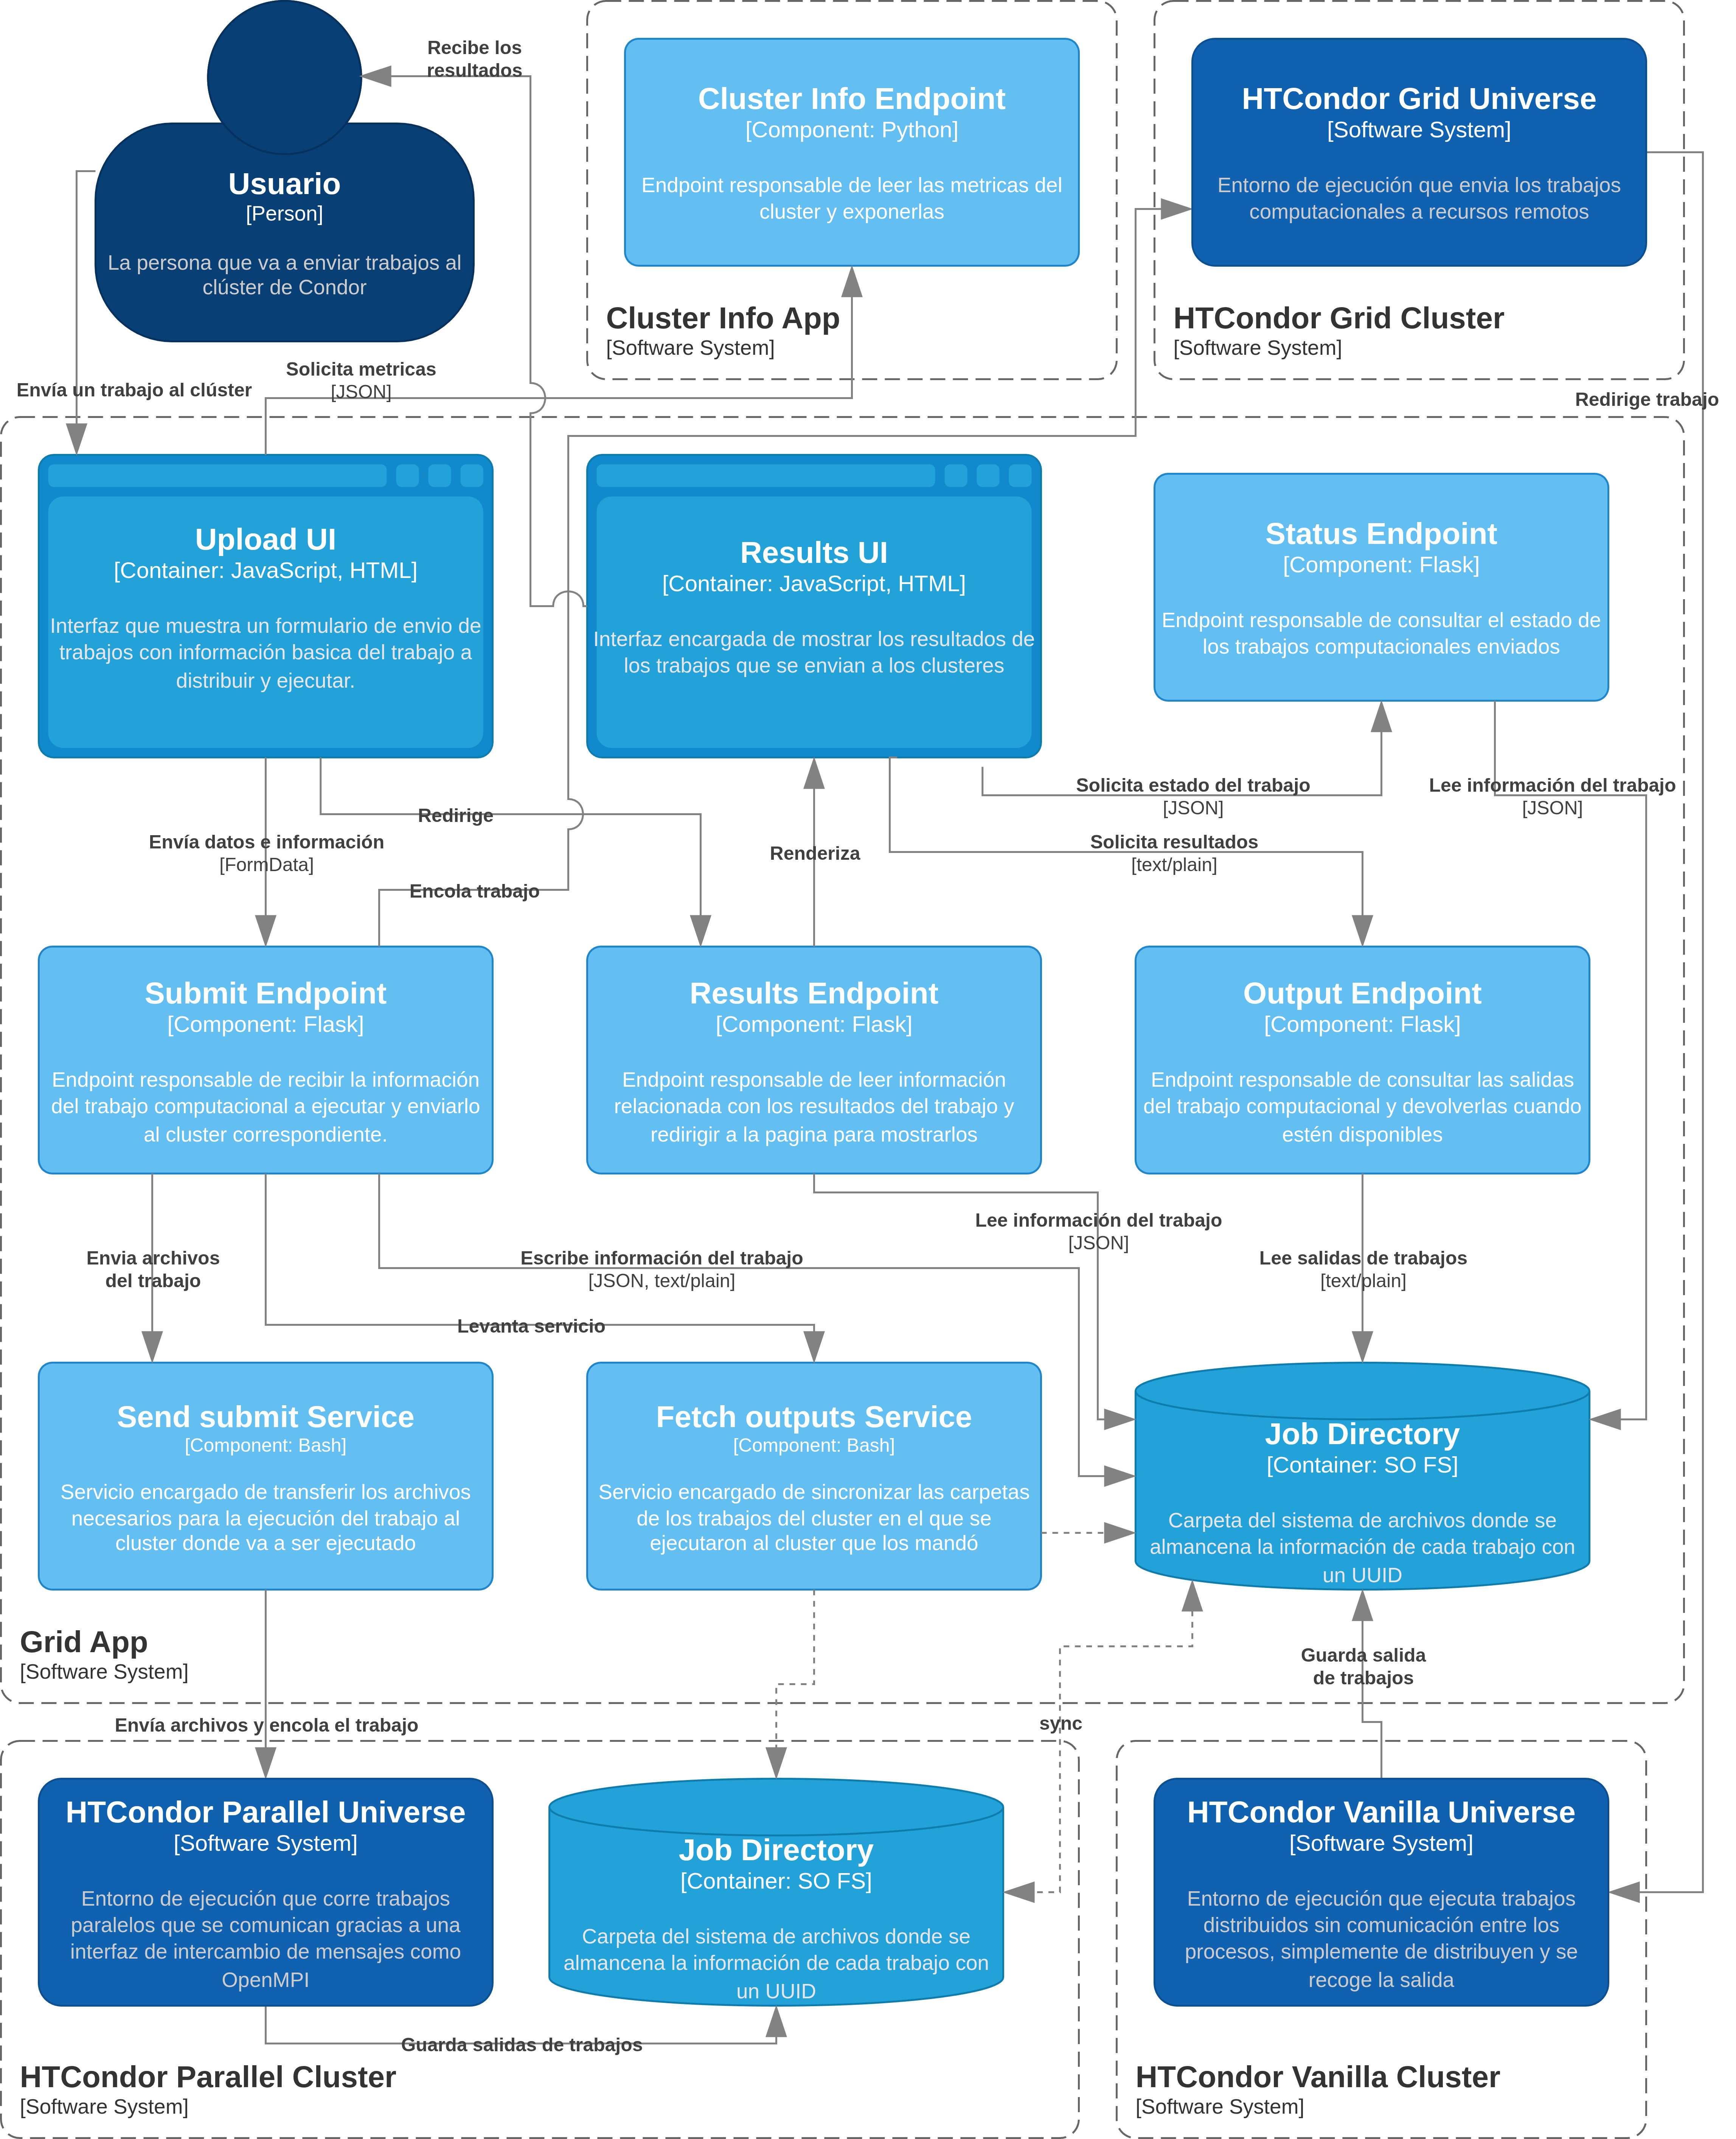 Recibe los
resultados
Usuario
[Person]
La persona que va a enviar trabajos al
clúster de Condor
Cluster Info Endpoint
[Component: Python]
Endpoint responsable de leer las metricas del
cluster y exponerlas
Cluster Info App
[Software System]
HTCondor Grid Universe
[Software System]
Entorno de ejecución que envia los trabajos
computacionales a recursos remotos
HTCondor Grid Cluster
[Software System]
Envía un trabajo al clúster
Solicita metricas
[JSON]
Redirige trabajo
Upload UI
[Container: JavaScript, HTML]
Interfaz que muestra un formulario de envio de
trabajos con información basica del trabajo a
distribuir y ejecutar.
Results UI
[Container: JavaScript, HTML]
Interfaz encargada de mostrar los resultados de
los trabajos que se envian a los clusteres
Status Endpoint
[Component: Flask]
Endpoint responsable de consultar el estado de
los trabajos computacionales enviados
Envía datos e información
[FormData]
Redirige
Encola trabajo
Renderiza
Solicita estado del trabajo
[JSON]
Solicita resultados
[text/plain]
Lee información del trabajo
[JSON]
Submit Endpoint
[Component: Flask]
Endpoint responsable de recibir la información
del trabajo computacional a ejecutar y enviarlo
al cluster correspondiente.
Results Endpoint
[Component: Flask]
Endpoint responsable de leer información
relacionada con los resultados del trabajo y
redirigir a la pagina para mostrarlos
Output Endpoint
[Component: Flask]
Endpoint responsable de consultar las salidas
del trabajo computacional y devolverlas cuando
estén disponibles
Envia archivos
del trabajo
Escribe información del trabajo
[JSON, text/plain]
Levanta servicio
Lee información del trabajo
[JSON]
Lee salidas de trabajos
[text/plain]
Send submit Service
[Component: Bash]
Servicio encargado de transferir los archivos
necesarios para la ejecución del trabajo al
cluster donde va a ser ejecutado
Fetch outputs Service
[Component: Bash]
Servicio encargado de sincronizar las carpetas
de los trabajos del cluster en el que se
ejecutaron al cluster que los mandó
Job Directory
[Container: SO FS]
Carpeta del sistema de archivos donde se
almancena la información de cada trabajo con
un UUID
Grid App
[Software System]
Guarda salida
de trabajos
Envía archivos y encola el trabajo
sync
HTCondor Parallel Universe
[Software System]
Entorno de ejecución que corre trabajos
paralelos que se comunican gracias a una
interfaz de intercambio de mensajes como
OpenMPI
Job Directory
[Container: SO FS]
Carpeta del sistema de archivos donde se
almancena la información de cada trabajo con
un UUID
HTCondor Vanilla Universe
[Software System]
Entorno de ejecución que ejecuta trabajos
distribuidos sin comunicación entre los
procesos, simplemente de distribuyen y se
recoge la salida
Guarda salidas de trabajos
HTCondor Parallel Cluster
[Software System]
HTCondor Vanilla Cluster
[Software System]